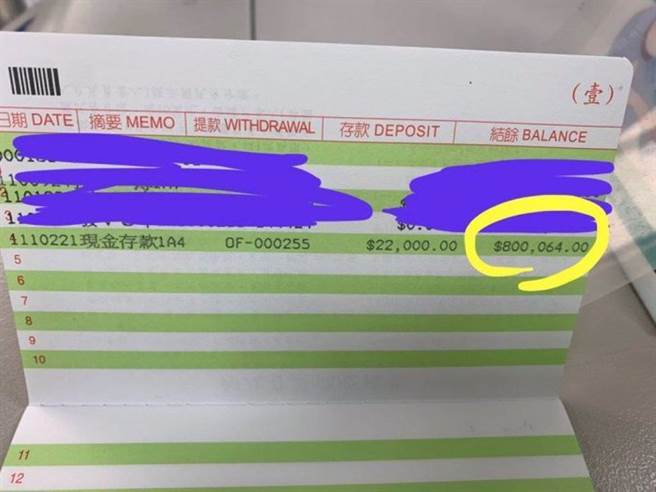 (壹)
日期 DATE 摘要 MEMO 提款 WITHDRAWAL 存款 DEPOSIT 結餘 BALANCE
4 110221 現金存款1A4 OF-000255 $22,000.00 $800,064.00
5
6
7
8
9
10
11
12